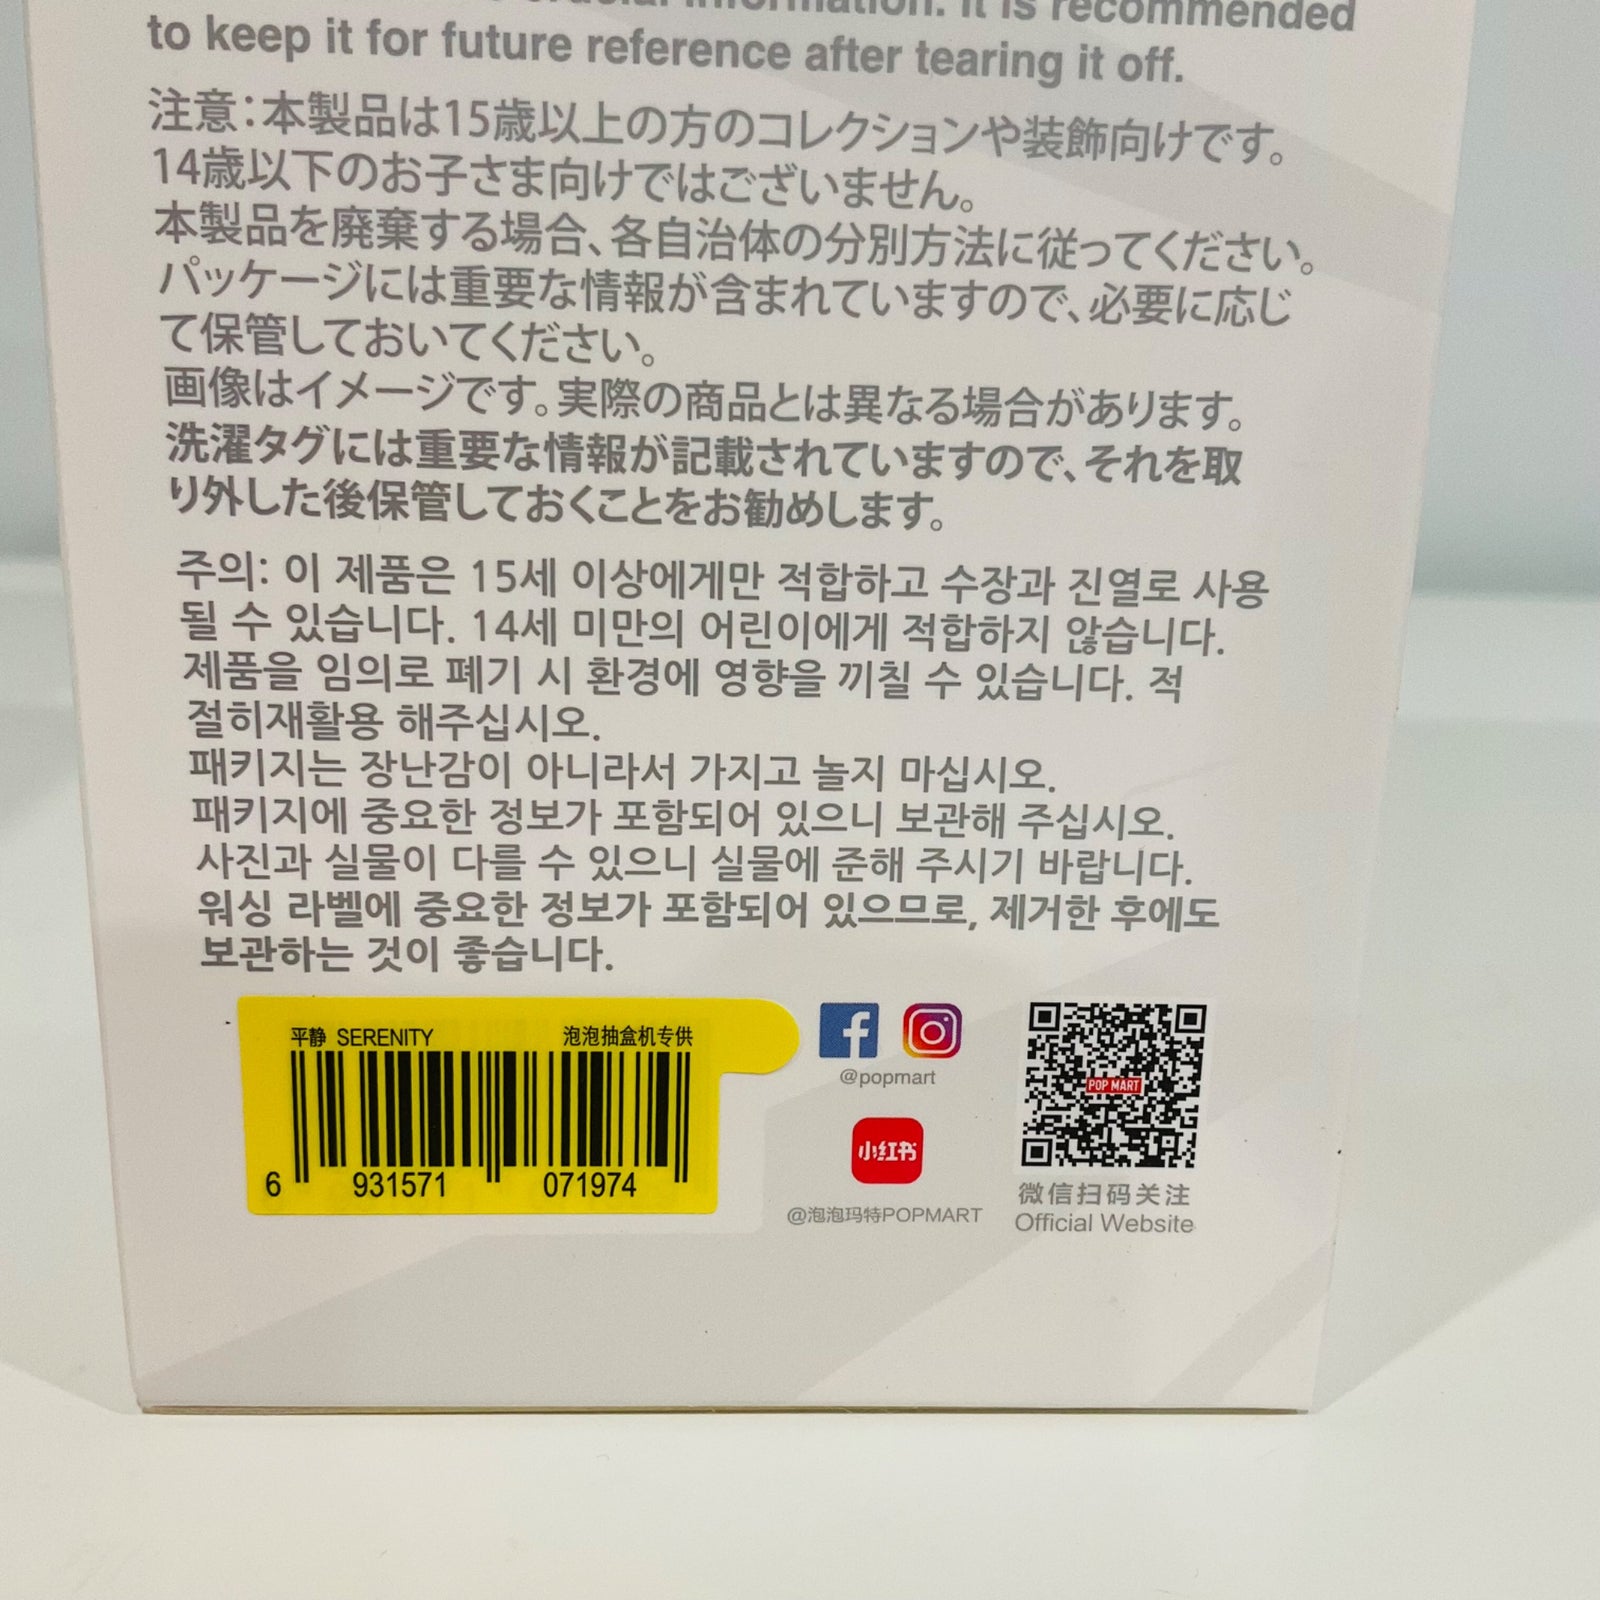 crucial information. It is recommended
to keep it for future reference after tearing it off.
注意：本製品は15歳以上の方のコレクションや装飾向けです。
14歳以下のお子さま向けではございません。
本製品を廃棄する場合、各自治体の分別方法に従ってください。
パッケージには重要な情報が含まれていますので、必要に応じ
て保管しておいてください。
画像はイメージです。実際の商品とは異なる場合があります。
洗濯タグには重要な情報が記載されていますので、それを取
り外した後保管しておくことをお勧めします。
주의: 이 제품은 15세 이상에게만 적합하고 수장과 진열로 사용
될 수 있습니다. 14세 미만의 어린이에게 적합하지 않습니다.
제품을 임의로 폐기 시 환경에 영향을 끼칠 수 있습니다. 적
절히재활용 해주십시오.
패키지는 장난감이 아니라서 가지고 놀지 마십시오.
패키지에 중요한 정보가 포함되어 있으니 보관해 주십시오.
사진과 실물이 다를 수 있으니 실물에 준해 주시기 바랍니다.
워싱 라벨에 중요한 정보가 포함되어 있으므로, 제거한 후에도
보관하는 것이 좋습니다.
平静 SERENITY 泡泡抽盒机专供
6 931571 071974
@popmart
小红书
@泡泡玛特POPMART
POP MART
微信扫码关注
Official Website